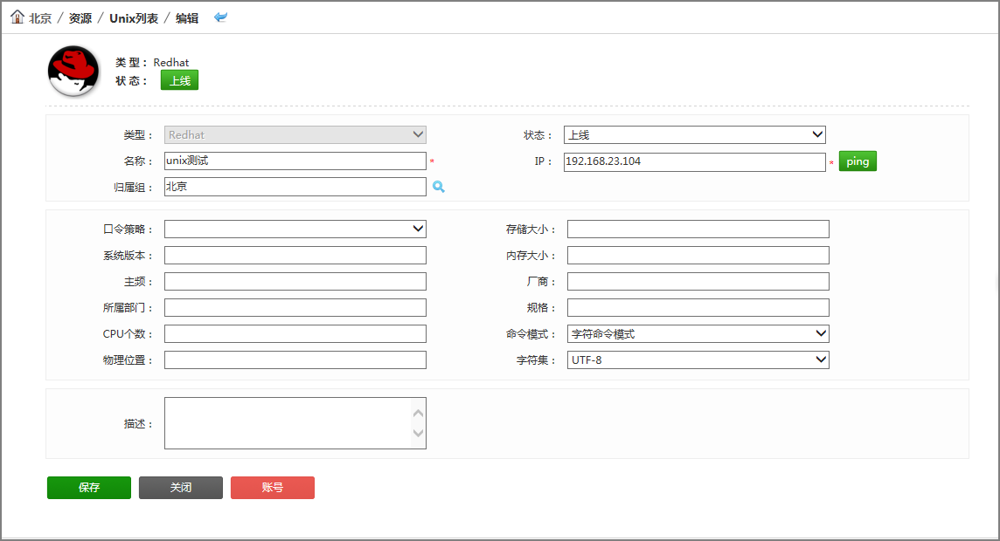 北京 / 资源 / Unix列表 / 编辑
类 型： Redhat
状 态： 上线
类型： Redhat 状态： 上线
名称： unix测试 * IP： 192.168.23.104 * ping
归属组： 北京
口令策略： 存储大小：
系统版本： 内存大小：
主频： 厂商：
所属部门： 规格：
CPU个数： 命令模式： 字符命令模式
物理位置： 字符集： UTF-8
描述：
保存 关闭 账号